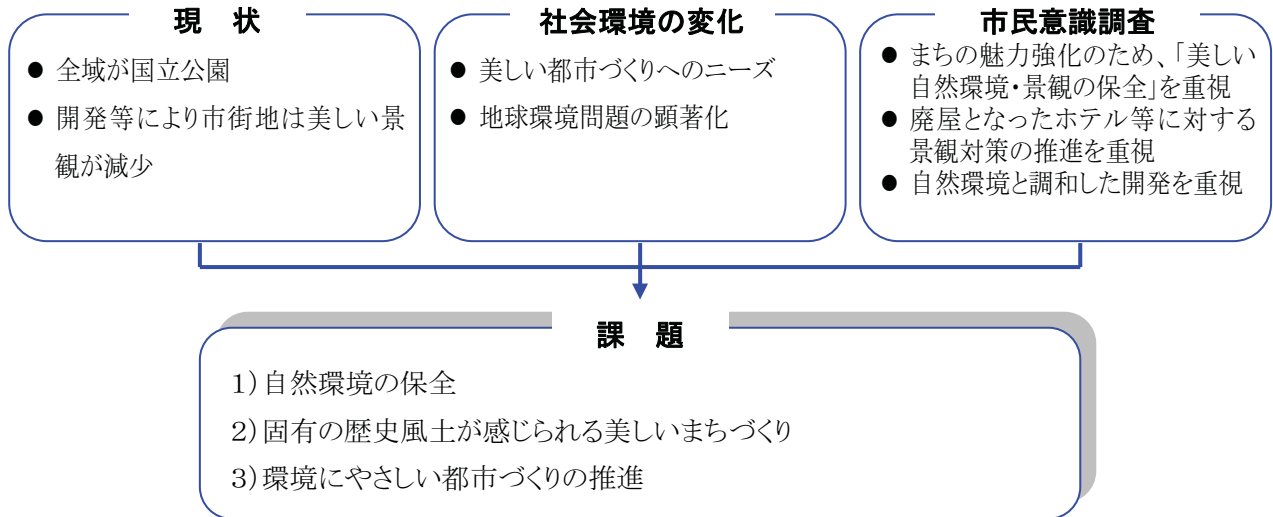 現　状
● 全域が国立公園
● 開発等により市街地は美しい景
観が減少
社会環境の変化
● 美しい都市づくりへのニーズ
● 地球環境問題の顕著化
市民意識調査
● まちの魅力強化のため、「美しい
自然環境・景観の保全」を重視
● 廃屋となったホテル等に対する
景観対策の推進を重視
● 自然環境と調和した開発を重視
課　題
１）自然環境の保全
２）固有の歴史風土が感じられる美しいまちづくり
３）環境にやさしい都市づくりの推進